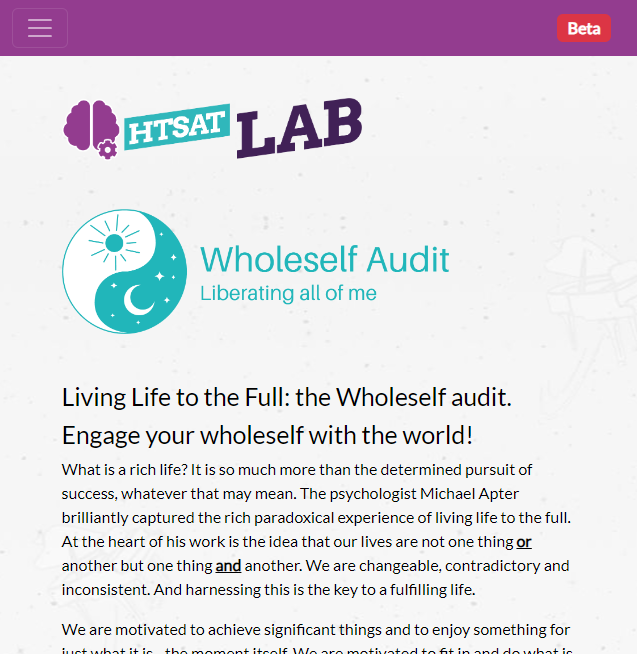 Beta
HTSAT LAB
Wholeself Audit
Liberating all of me
Living Life to the Full: the Wholeself audit.
Engage your wholeself with the world!
What is a rich life? It is so much more than the determined pursuit of
success, whatever that may mean. The psychologist Michael Apter
brilliantly captured the rich paradoxical experience of living life to the full.
At the heart of his work is the idea that our lives are not one thing or
another but one thing and another. We are changeable, contradictory and
inconsistent. And harnessing this is the key to a fulfilling life.
We are motivated to achieve significant things and to enjoy something for
just what it is - the moment itself. We are motivated to fit in and do what is